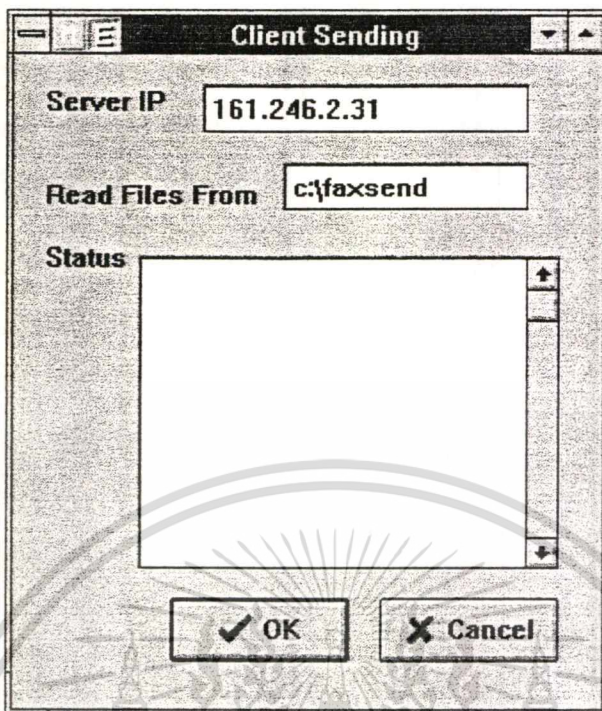 Client Sending
Server IP 161.246.2.31
Read Files From c:\faxsend
Status
OK Cancel